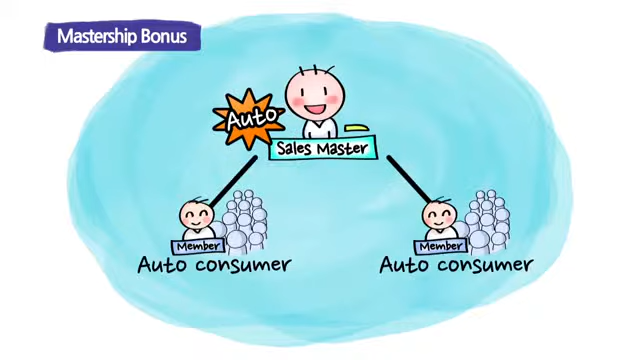 Mastership Bonus
Auto
Sales Master
Member
Auto consumer
Member
Auto consumer